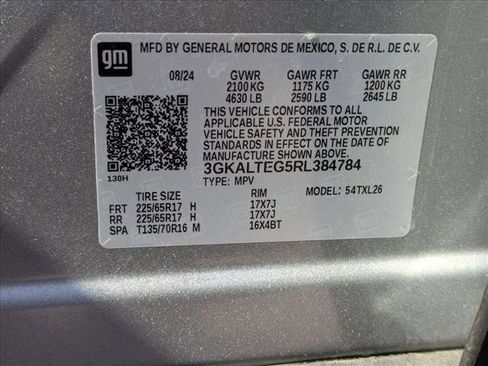 gm
MFD BY GENERAL MOTORS DE MEXICO, S. DE R.L. DE C.V.
08/24 GVWR GAWR FRT GAWR RR
2100 KG 1175 KG 1200 KG
4630 LB 2590 LB 2645 LB
THIS VEHICLE CONFORMS TO ALL
APPLICABLE U.S. FEDERAL MOTOR
VEHICLE SAFETY AND THEFT PREVENTION
STANDARDS IN EFFECT ON THE DATE OF
MANUFACTURE SHOWN ABOVE.
3GKALTEG5RL384784
130H TYPE: MPV MODEL: 54TXL26
TIRE SIZE RIM
FRT 225/65R17 H 17X7J
RR 225/65R17 H 17X7J
SPA T135/70R16 M 16X4BT